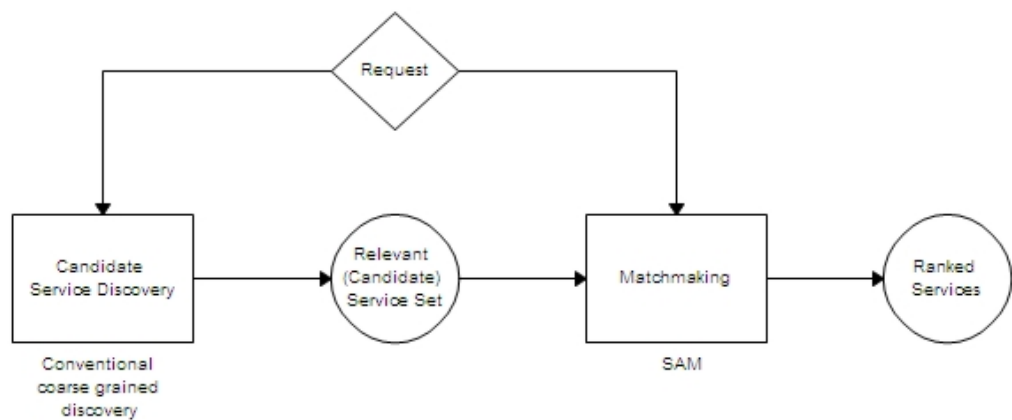 Request
Candidate
Service Discovery
Relevant
(Candidate)
Service Set
Matchmaking
Ranked
Services
Conventional
coarse grained
discovery
SAM